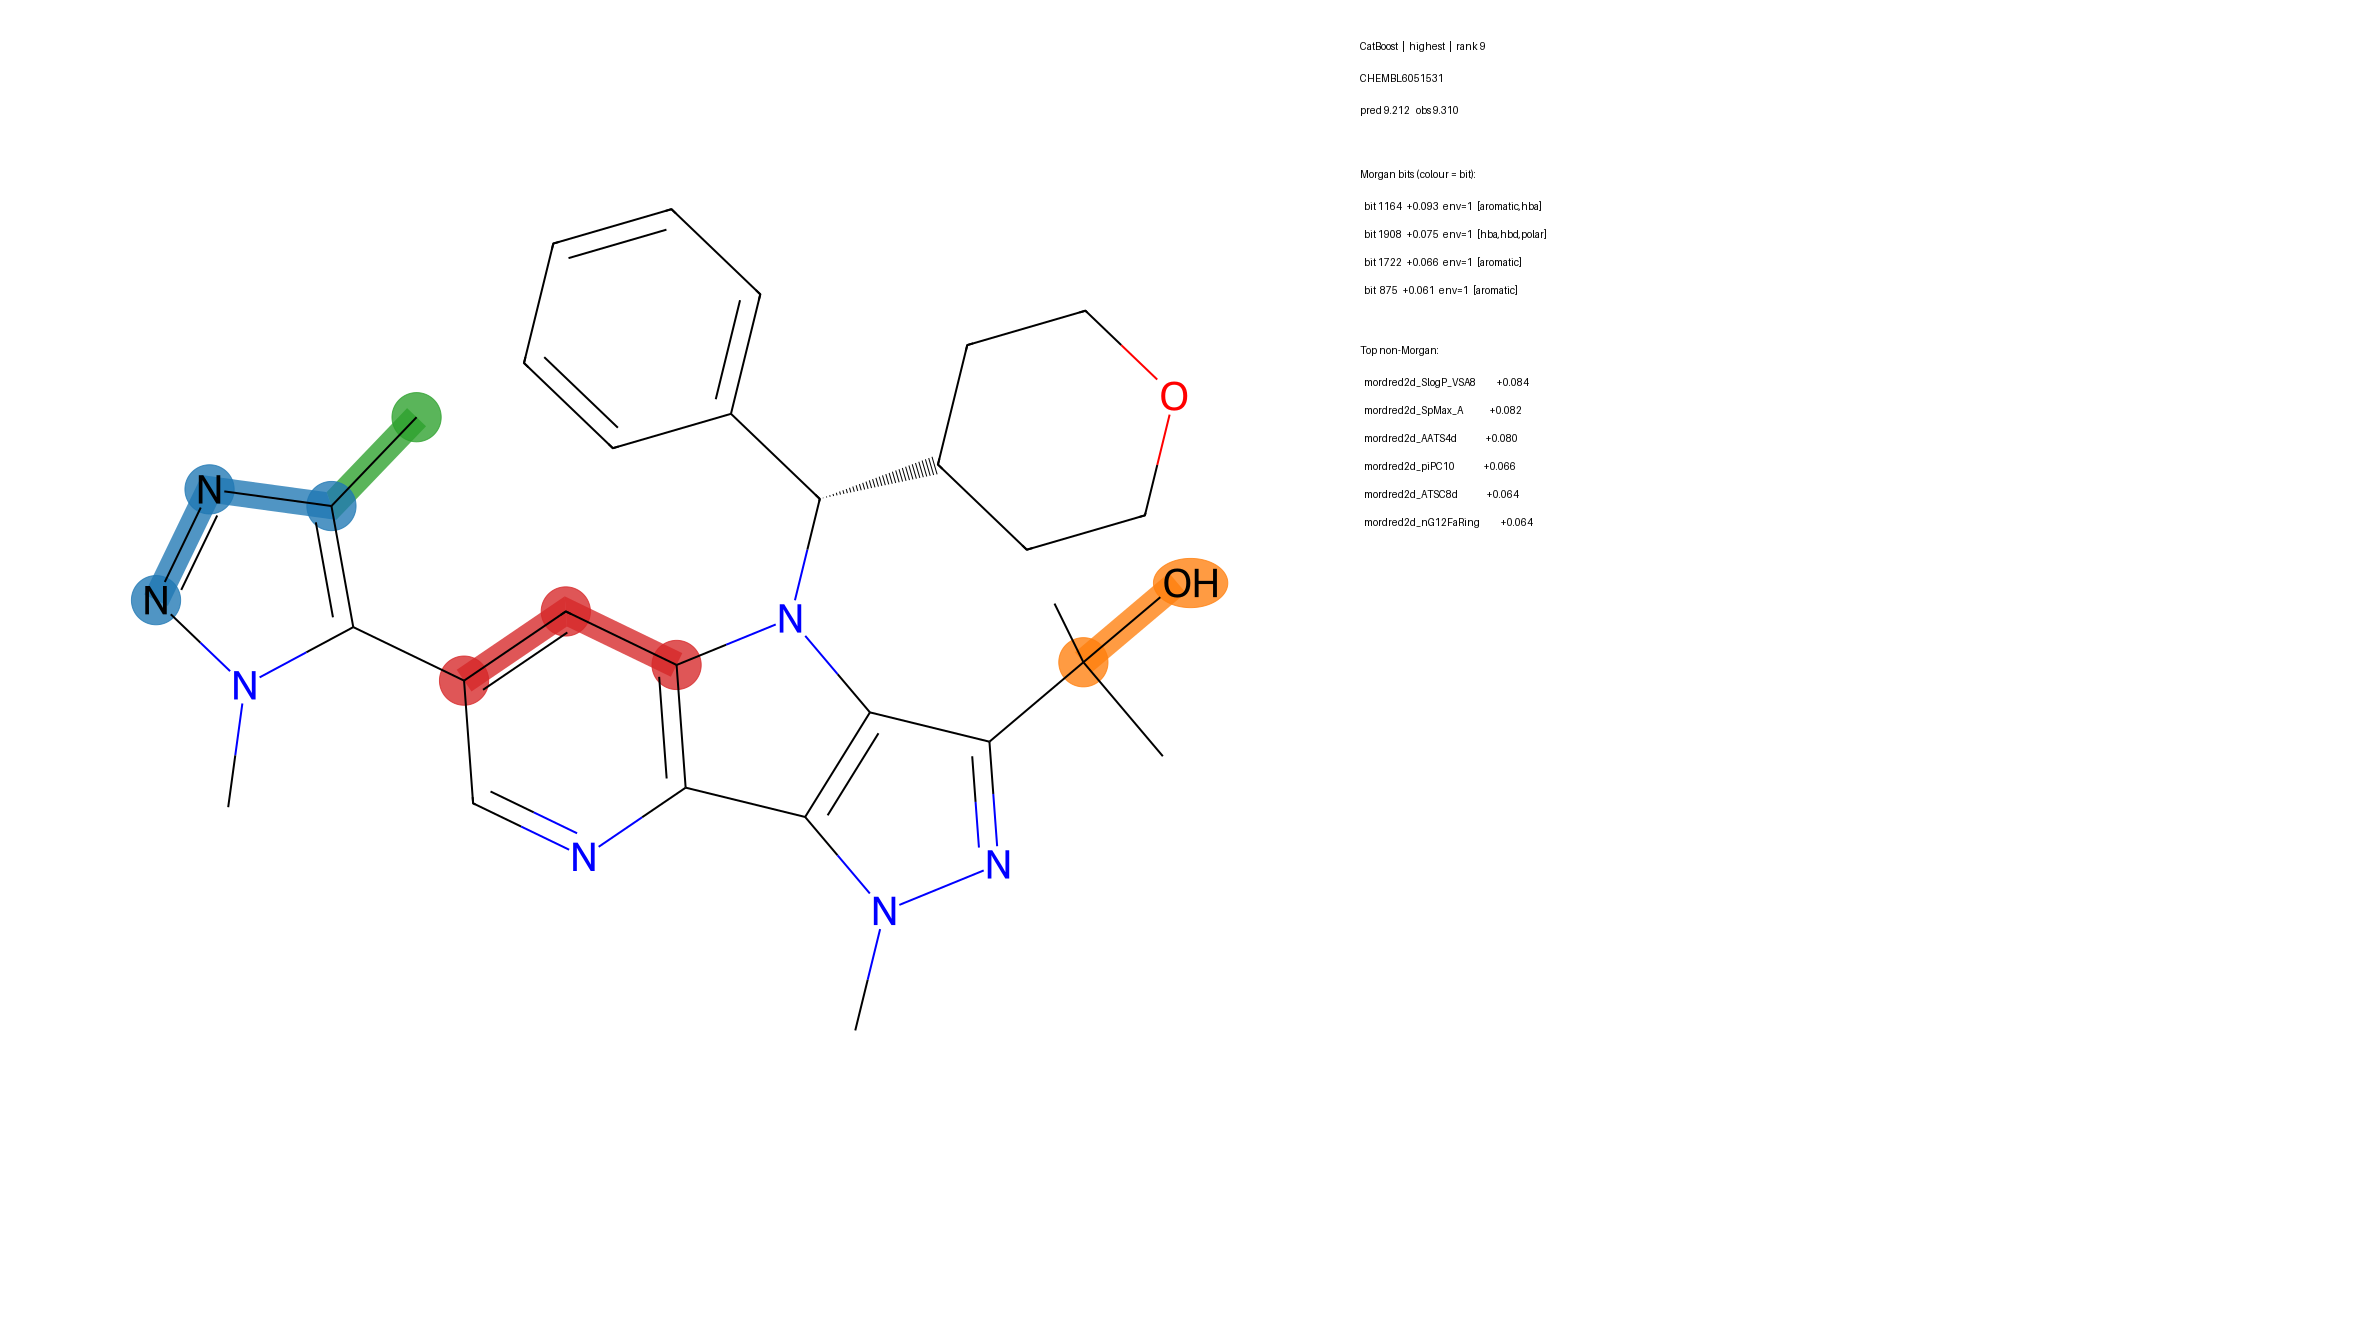 CatBoost | highest | rank 9
CHEMBL6051531
pred 9.212 obs 9.310
Morgan bits (colour = bit):
bit 1164 +0.093 env=1 [aromatic,hba]
bit 1908 +0.075 env=1 [hba,hbd,polar]
bit 1722 +0.066 env=1 [aromatic]
bit 875 +0.061 env=1 [aromatic]
Top non-Morgan:
mordred2d_SlogP_VSA8 +0.084
mordred2d_SpMax_A +0.082
mordred2d_AATS4d +0.080
mordred2d_piPC10 +0.066
mordred2d_ATSC8d +0.064
mordred2d_nG12FaRing +0.064
O
N
OH
N
N
N
N
N
N